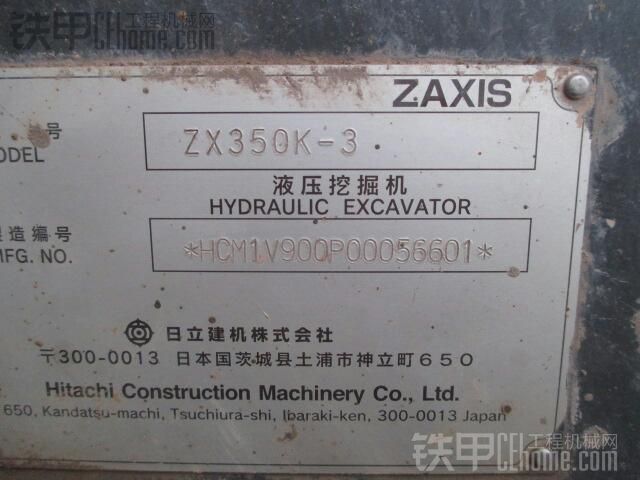 铁甲 工程机械网
CEhome.com
ZAXIS
号
ODEL
ZX350K-3
液压挖掘机
HYDRAULIC EXCAVATOR
造编号
MFG. NO.
*HCM1V900P00056601*
日立建机株式会社
〒300-0013 日本国茨城县土浦市神立町650
Hitachi Construction Machinery Co., Ltd.
650, Kandatsu-machi, Tsuchiura-shi, Ibaraki-ken, 300-0013 Japan
铁甲 工程机械网
CEhome.com